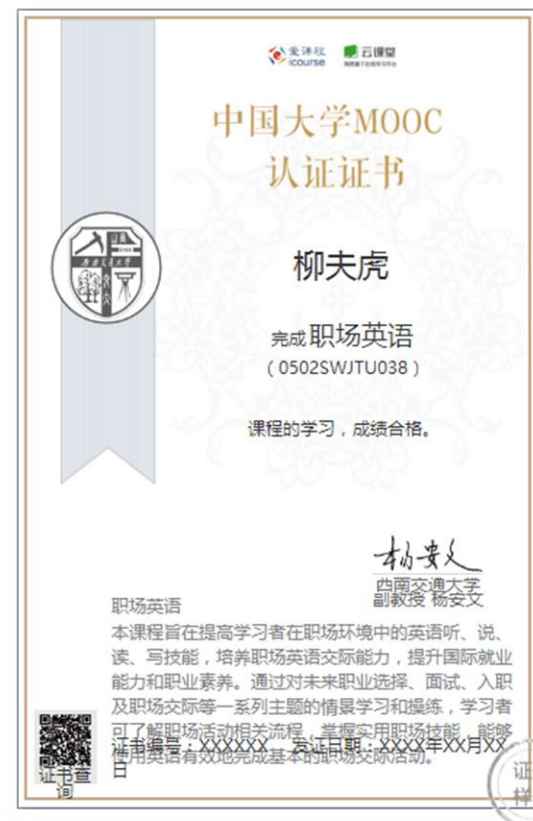 爱课程
icourse
云课堂
中国大学MOOC
认证证书
柳夫虎
完成职场英语
(0502SWJTU038)
课程的学习，成绩合格。
杨安文
西南交通大学
副教授 杨安文
职场英语
本课程旨在提高学习者在职场环境中的英语听、说、
读、写技能，培养职场英语交际能力，提升国际就业
能力和职业素养。通过对未来职业选择、面试、入职
及职场交际等一系列主题的情景学习和操练，学习者
可了解职场活动相关流程，掌握实用职场技能，能够
使用英语有效地完成基本的职场交际活动。
证书编号：XXXXXX 发证日期：XXXX年XX月XX
日
证书查
询
证
样